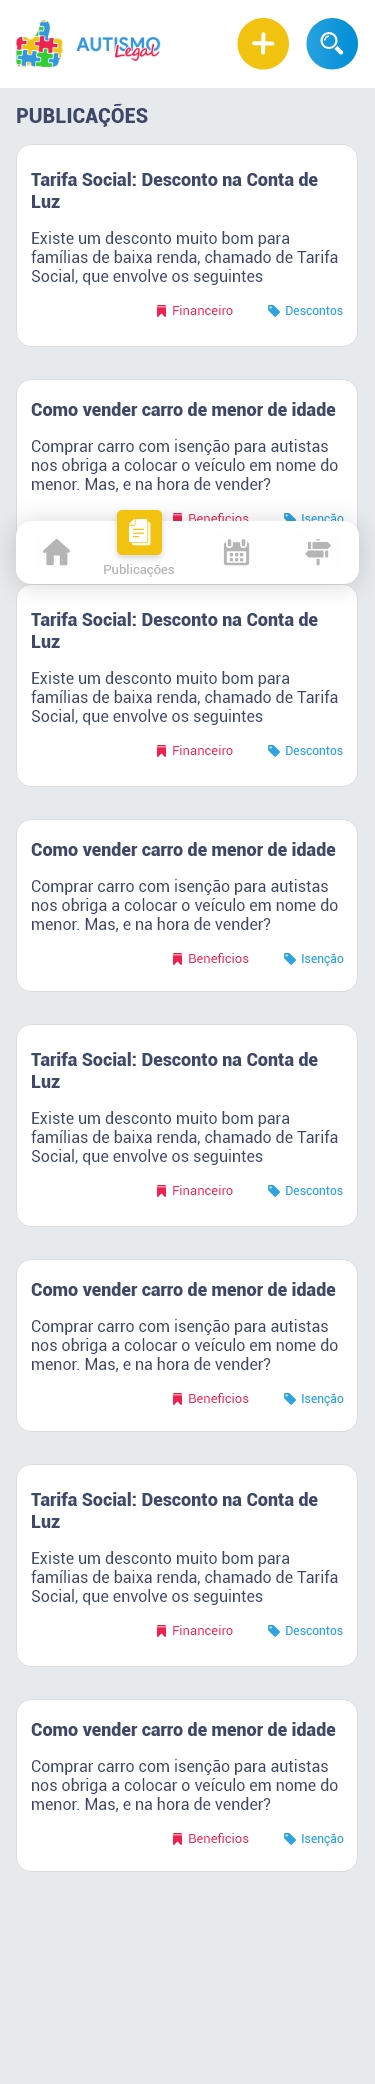 AUTISMO
Legal
PUBLICAÇÕES
Tarifa Social: Desconto na Conta de
Luz
Existe um desconto muito bom para
famílias de baixa renda, chamado de Tarifa
Social, que envolve os seguintes
Financeiro Descontos
Como vender carro de menor de idade
Comprar carro com isenção para autistas
nos obriga a colocar o veículo em nome do
menor. Mas, e na hora de vender?
Beneficios Isenção
Publicações
Tarifa Social: Desconto na Conta de
Luz
Existe um desconto muito bom para
famílias de baixa renda, chamado de Tarifa
Social, que envolve os seguintes
Financeiro Descontos
Como vender carro de menor de idade
Comprar carro com isenção para autistas
nos obriga a colocar o veículo em nome do
menor. Mas, e na hora de vender?
Beneficios Isenção
Tarifa Social: Desconto na Conta de
Luz
Existe um desconto muito bom para
famílias de baixa renda, chamado de Tarifa
Social, que envolve os seguintes
Financeiro Descontos
Como vender carro de menor de idade
Comprar carro com isenção para autistas
nos obriga a colocar o veículo em nome do
menor. Mas, e na hora de vender?
Beneficios Isenção
Tarifa Social: Desconto na Conta de
Luz
Existe um desconto muito bom para
famílias de baixa renda, chamado de Tarifa
Social, que envolve os seguintes
Financeiro Descontos
Como vender carro de menor de idade
Comprar carro com isenção para autistas
nos obriga a colocar o veículo em nome do
menor. Mas, e na hora de vender?
Beneficios Isenção